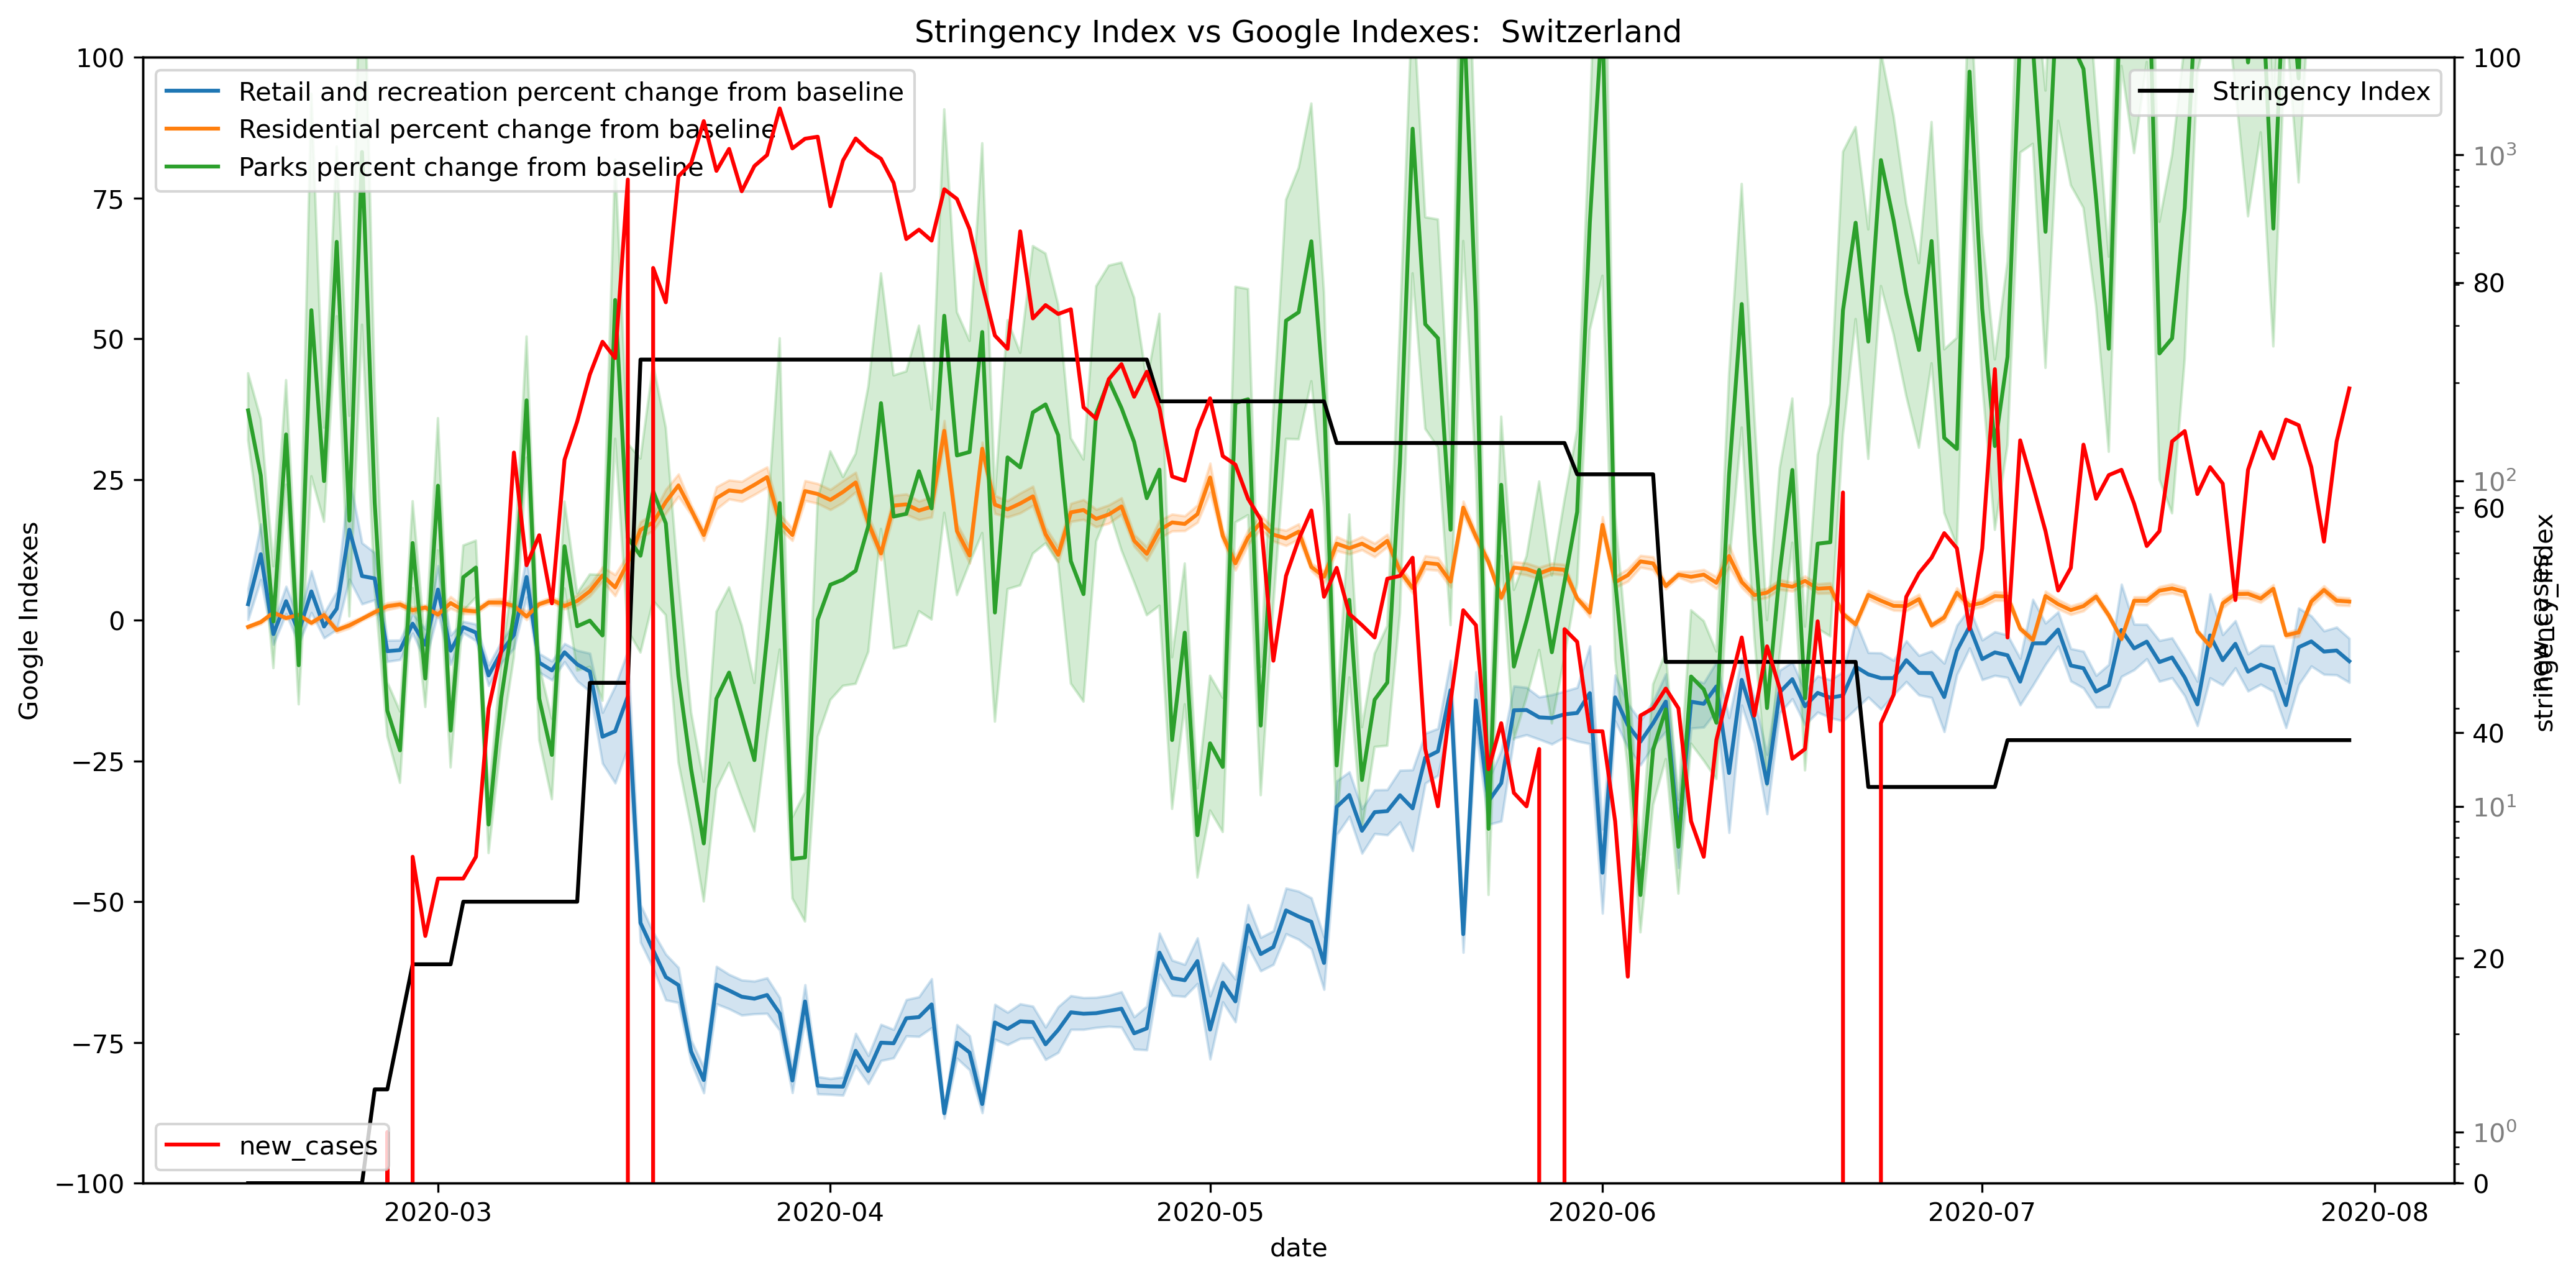 Stringency Index vs Google Indexes:  Switzerland
Retail and recreation percent change from baseline
Residential percent change from baseline
Parks percent change from baseline
Stringency Index
new_cases
100
75
50
25
0
−25
−50
−75
−100
Google Indexes
100
10³
80
10²
60
40
10¹
20
10⁰
0
stringency_index
new_cases
2020-03
2020-04
2020-05
2020-06
2020-07
2020-08
date